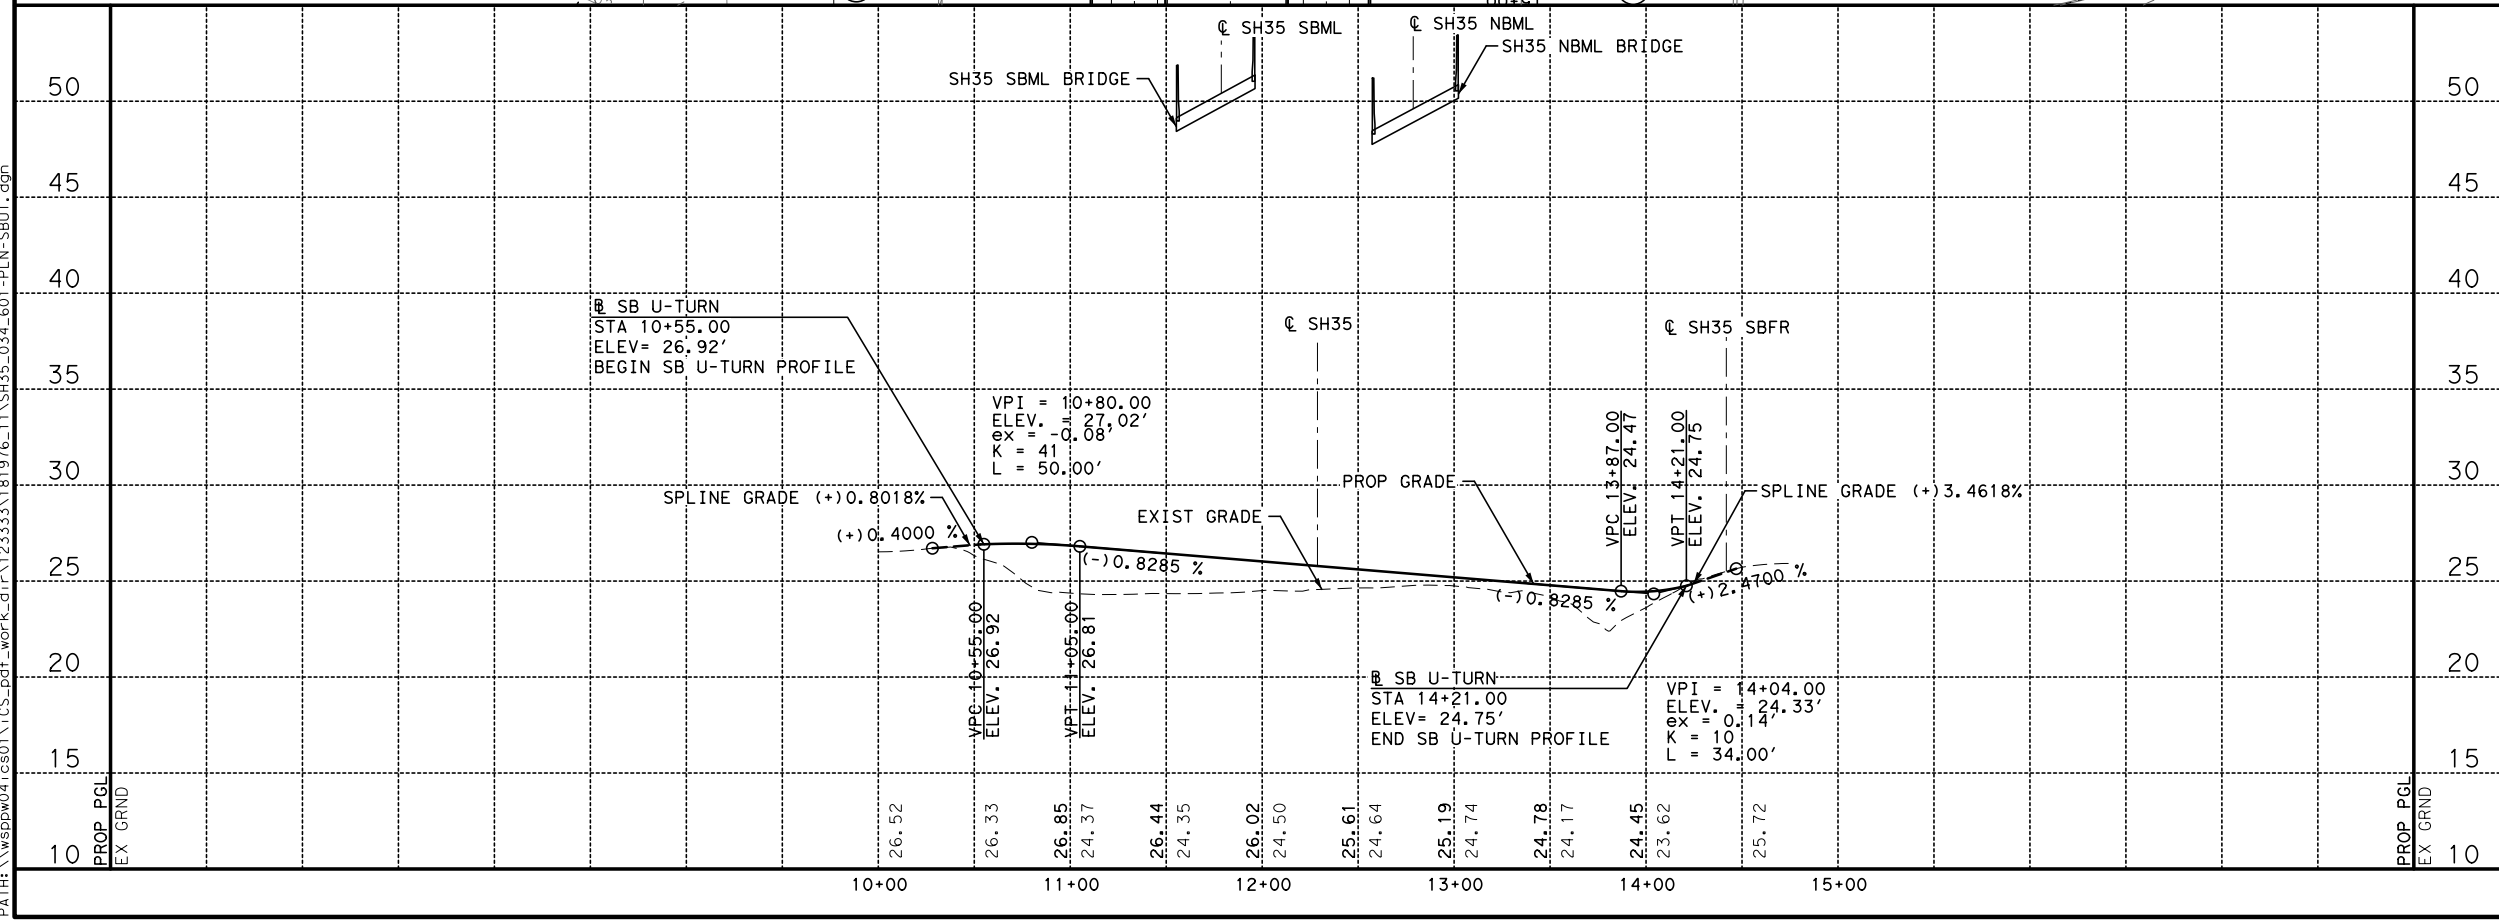 ℄ SH35 SBML
℄ SH35 NBML
SH35 NBML BRIDGE
SH35 SBML BRIDGE
50
50
45
45
40
40
35
35
30
30
25
25
20
20
15
15
10
10
B̵L SB U-TURN
STA 10+55.00
ELEV= 26.92'
BEGIN SB U-TURN PROFILE
℄ SH35
℄ SH35 SBFR
VPI = 10+80.00
ELEV. = 27.02'
ex = -0.08'
K = 41
L = 50.00'
SPLINE GRADE (+)0.8018%
(+)0.4000 %
EXIST GRADE
PROP GRADE
(-)0.8285 %
VPC 13+87.00
ELEV. 24.47
VPT 14+21.00
ELEV. 24.75
SPLINE GRADE (+)3.4618%
(-)0.8285 %
(+)2.4700 %
VPC 10+55.00
ELEV. 26.92
VPT 11+05.00
ELEV. 26.81
B̵L SB U-TURN
STA 14+21.00
ELEV= 24.75'
END SB U-TURN PROFILE
VPI = 14+04.00
ELEV. = 24.33'
ex = 0.14'
K = 10
L = 34.00'
PROP PGL
EX GRND
26.52
26.33
26.85
24.37
26.44
24.35
26.02
24.50
25.61
24.64
25.19
24.74
24.78
24.17
24.45
23.62
25.72
PROP PGL
EX GRND
10+00
11+00
12+00
13+00
14+00
15+00